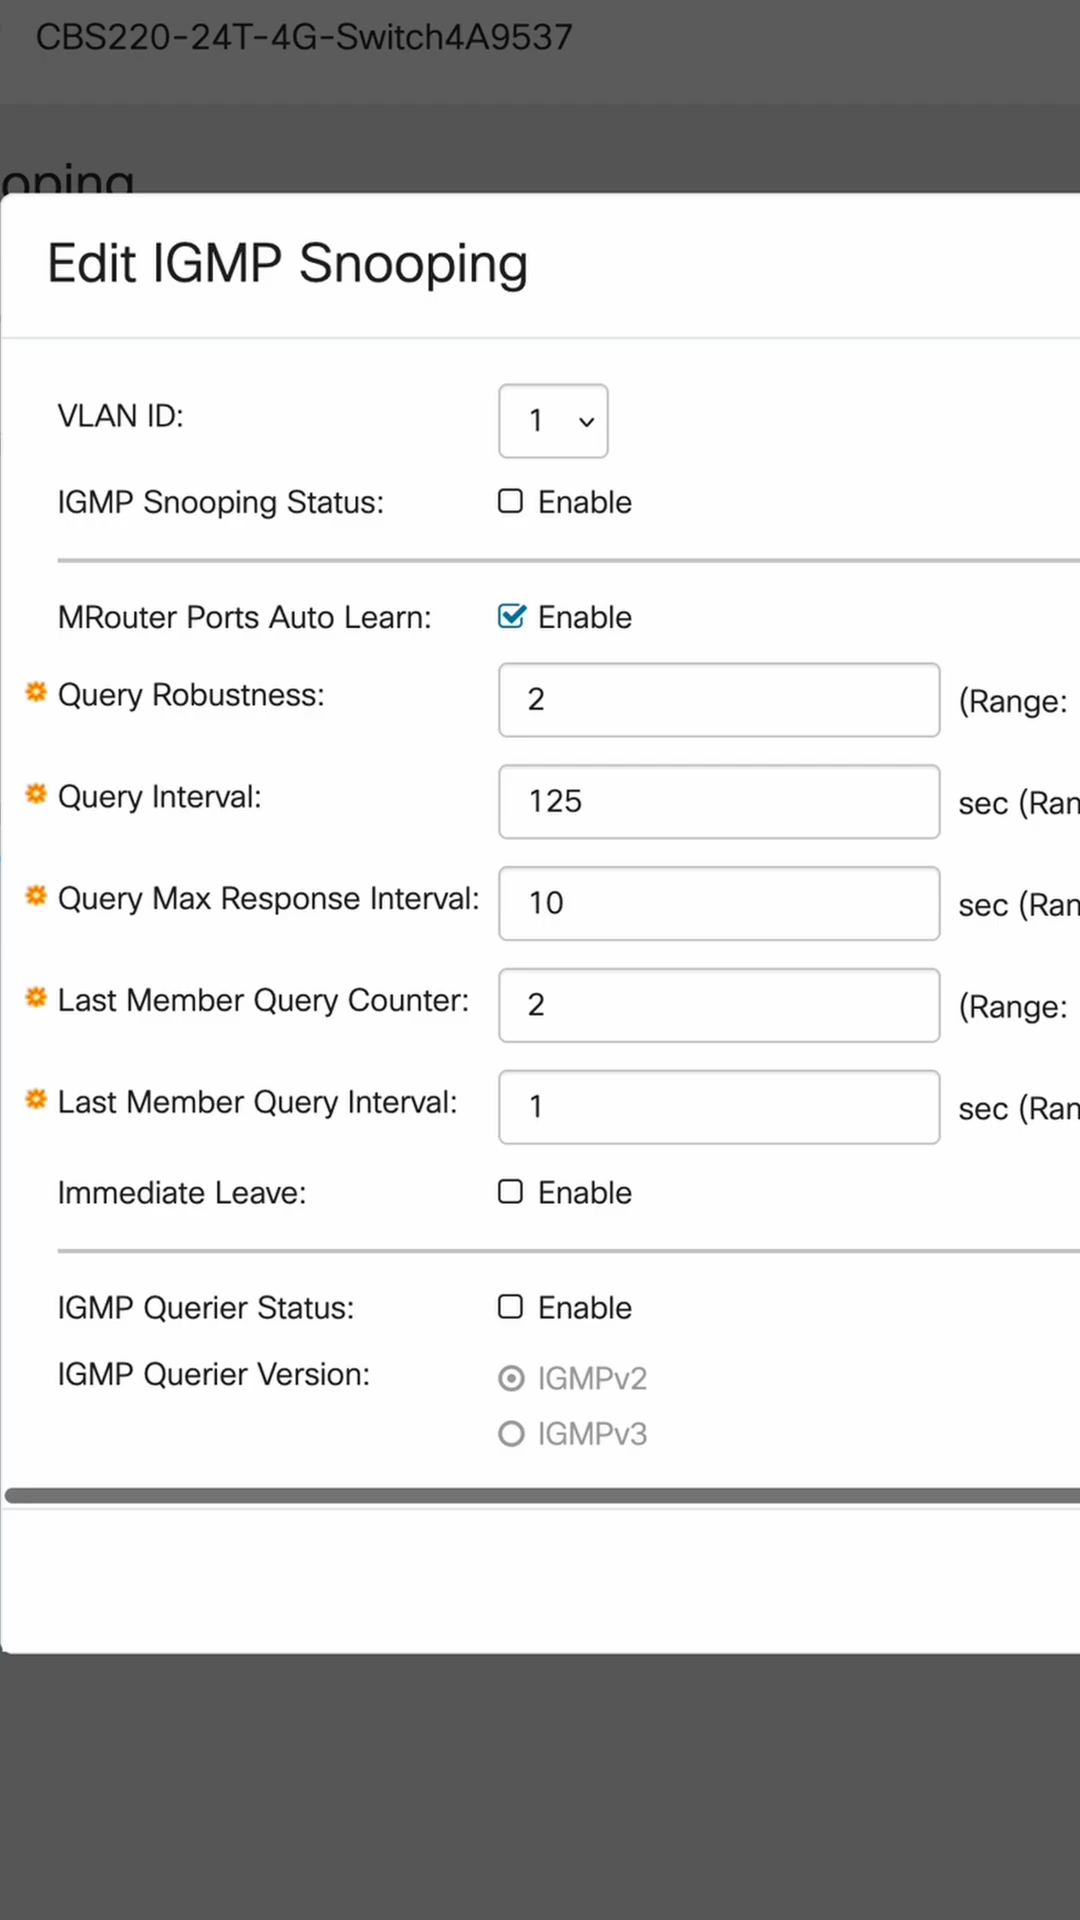 CBS220-24T-4G-Switch4A9537
oping
Edit IGMP Snooping
VLAN ID: 1
IGMP Snooping Status: Enable
MRouter Ports Auto Learn: Enable
Query Robustness: 2 (Range:
Query Interval: 125 sec (Ran
Query Max Response Interval: 10 sec (Ran
Last Member Query Counter: 2 (Range:
Last Member Query Interval: 1 sec (Ran
Immediate Leave: Enable
IGMP Querier Status: Enable
IGMP Querier Version: IGMPv2
IGMPv3